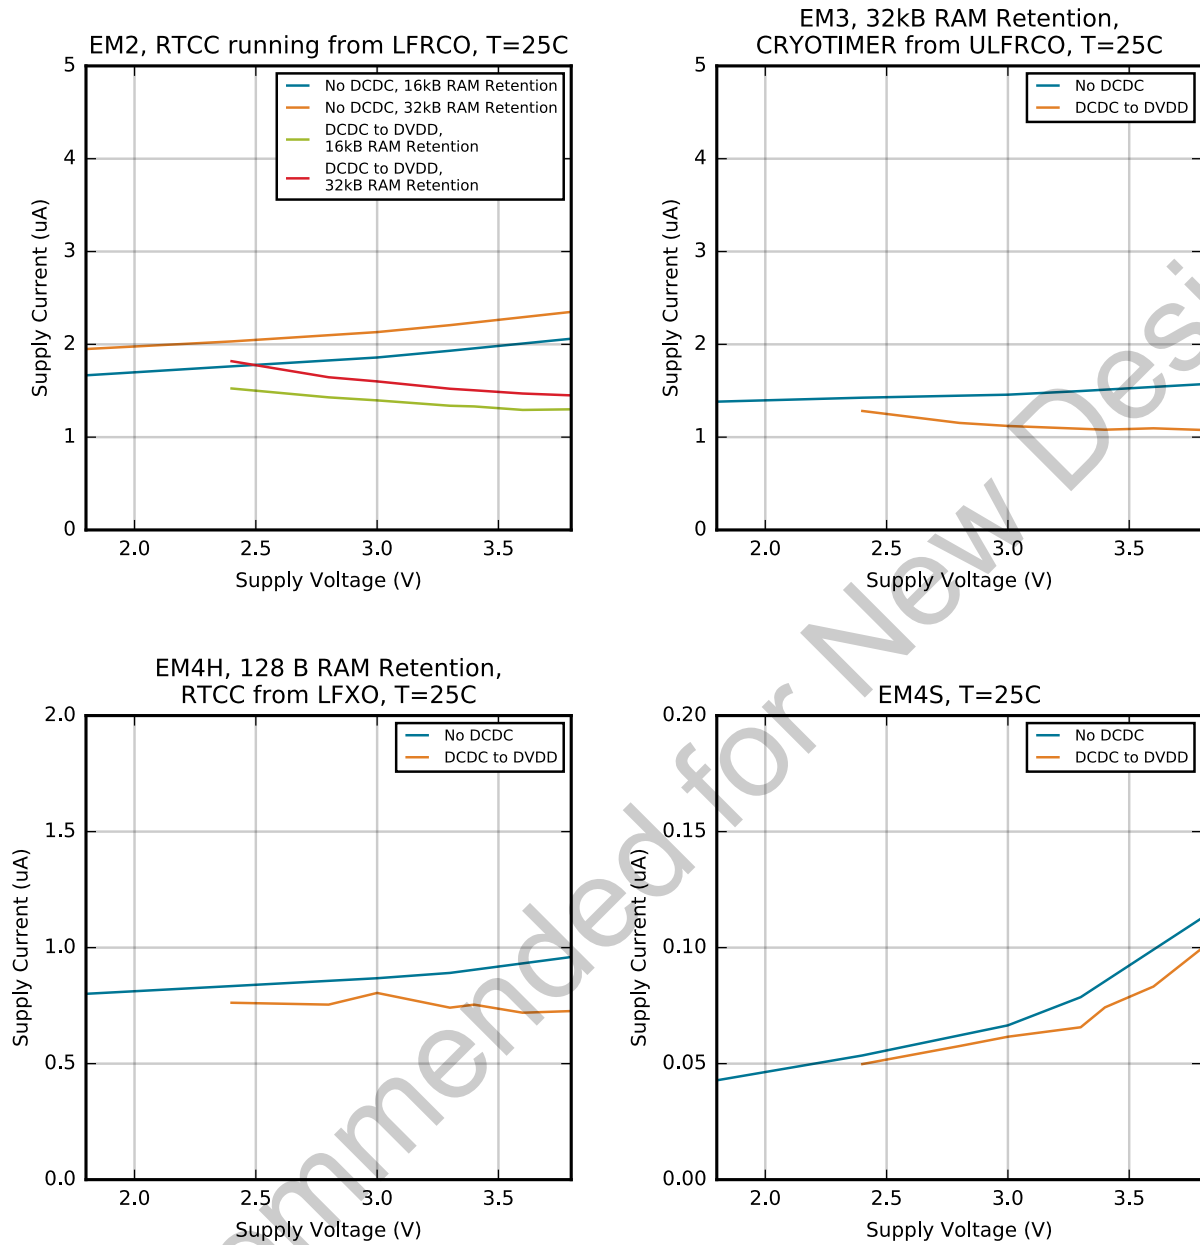 EM2, RTCC running from LFRCO, T=25C
5
4
3
2
1
0
Supply Current (uA)
No DCDC, 16kB RAM Retention
No DCDC, 32kB RAM Retention
DCDC to DVDD,
16kB RAM Retention
DCDC to DVDD,
32kB RAM Retention
2.0 2.5 3.0 3.5
Supply Voltage (V)
EM3, 32kB RAM Retention,
CRYOTIMER from ULFRCO, T=25C
5
4
3
2
1
0
Supply Current (uA)
No DCDC
DCDC to DVDD
2.0 2.5 3.0 3.5
Supply Voltage (V)
EM4H, 128 B RAM Retention,
RTCC from LFXO, T=25C
2.0
1.5
1.0
0.5
0.0
Supply Current (uA)
No DCDC
DCDC to DVDD
2.0 2.5 3.0 3.5
Supply Voltage (V)
EM4S, T=25C
0.20
0.15
0.10
0.05
0.00
Supply Current (uA)
No DCDC
DCDC to DVDD
2.0 2.5 3.0 3.5
Supply Voltage (V)
mmended for New Desi